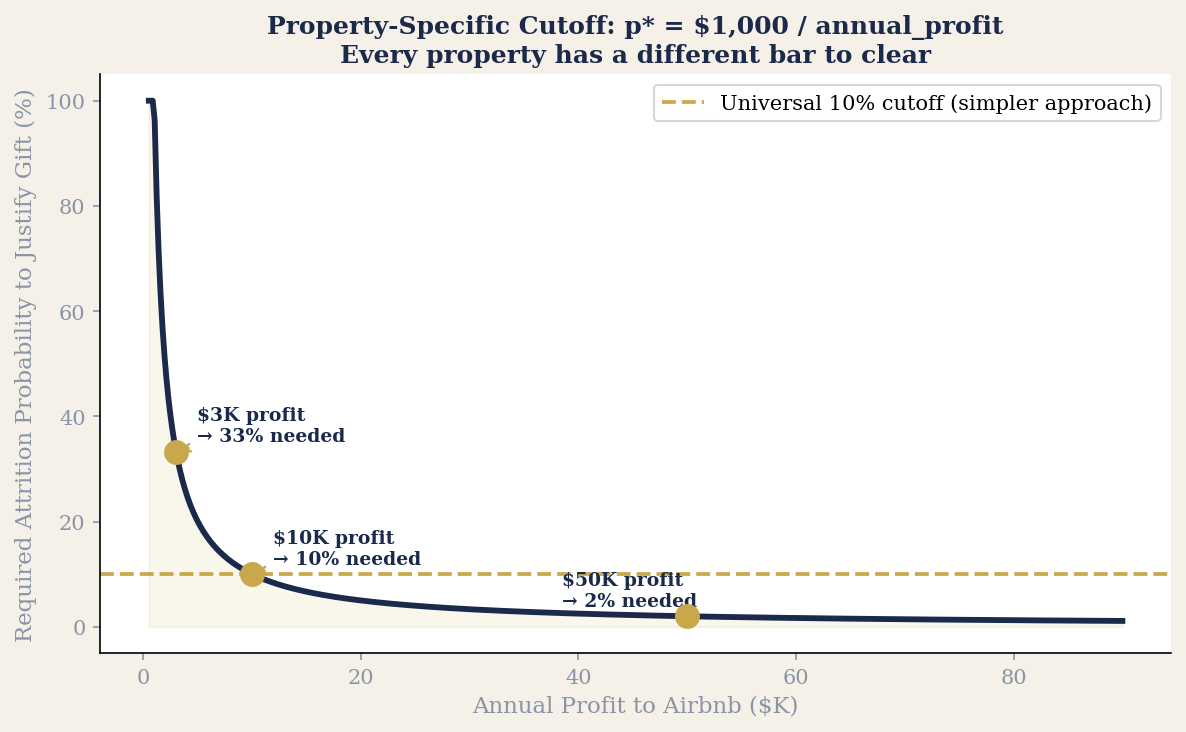 Property-Specific Cutoff: p* = $1,000 / annual_profit
Every property has a different bar to clear
Universal 10% cutoff (simpler approach)
Required Attrition Probability to Justify Gift (%)
100
80
60
40
20
0
$3K profit
→ 33% needed
$10K profit
→ 10% needed
$50K profit
→ 2% needed
0
20
40
60
80
Annual Profit to Airbnb ($K)